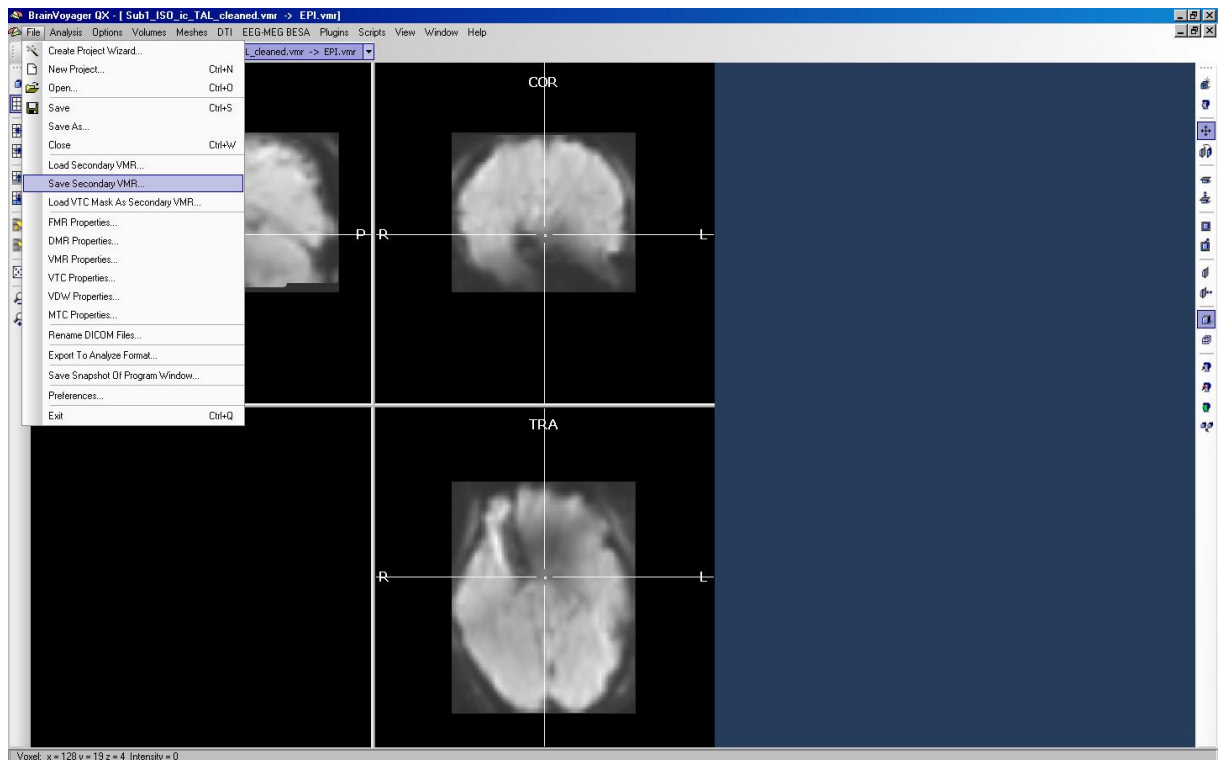 BrainVoyager QX - [ Sub1_ISO_ic_TAL_cleaned.vmr -> EPI.vmr]
File Analysis Options Volumes Meshes DTI EEG-MEG BESA Plugins Scripts View Window Help
L_cleaned.vmr -> EPI.vmr
Create Project Wizard...
New Project... Ctrl+N
Open... Ctrl+O
Save Ctrl+S
Save As...
Close Ctrl+W
Load Secondary VMR...
Save Secondary VMR...
Load VTC Mask As Secondary VMR...
FMR Properties...
DMR Properties...
VMR Properties...
VTC Properties...
VDW Properties...
MTC Properties...
Rename DICOM Files...
Export To Analyze Format...
Save Snapshot Of Program Window...
Preferences...
Exit Ctrl+Q
COR
P R L
TRA
R L
Voxel: x = 128 y = 19 z = 4 Intensity = 0